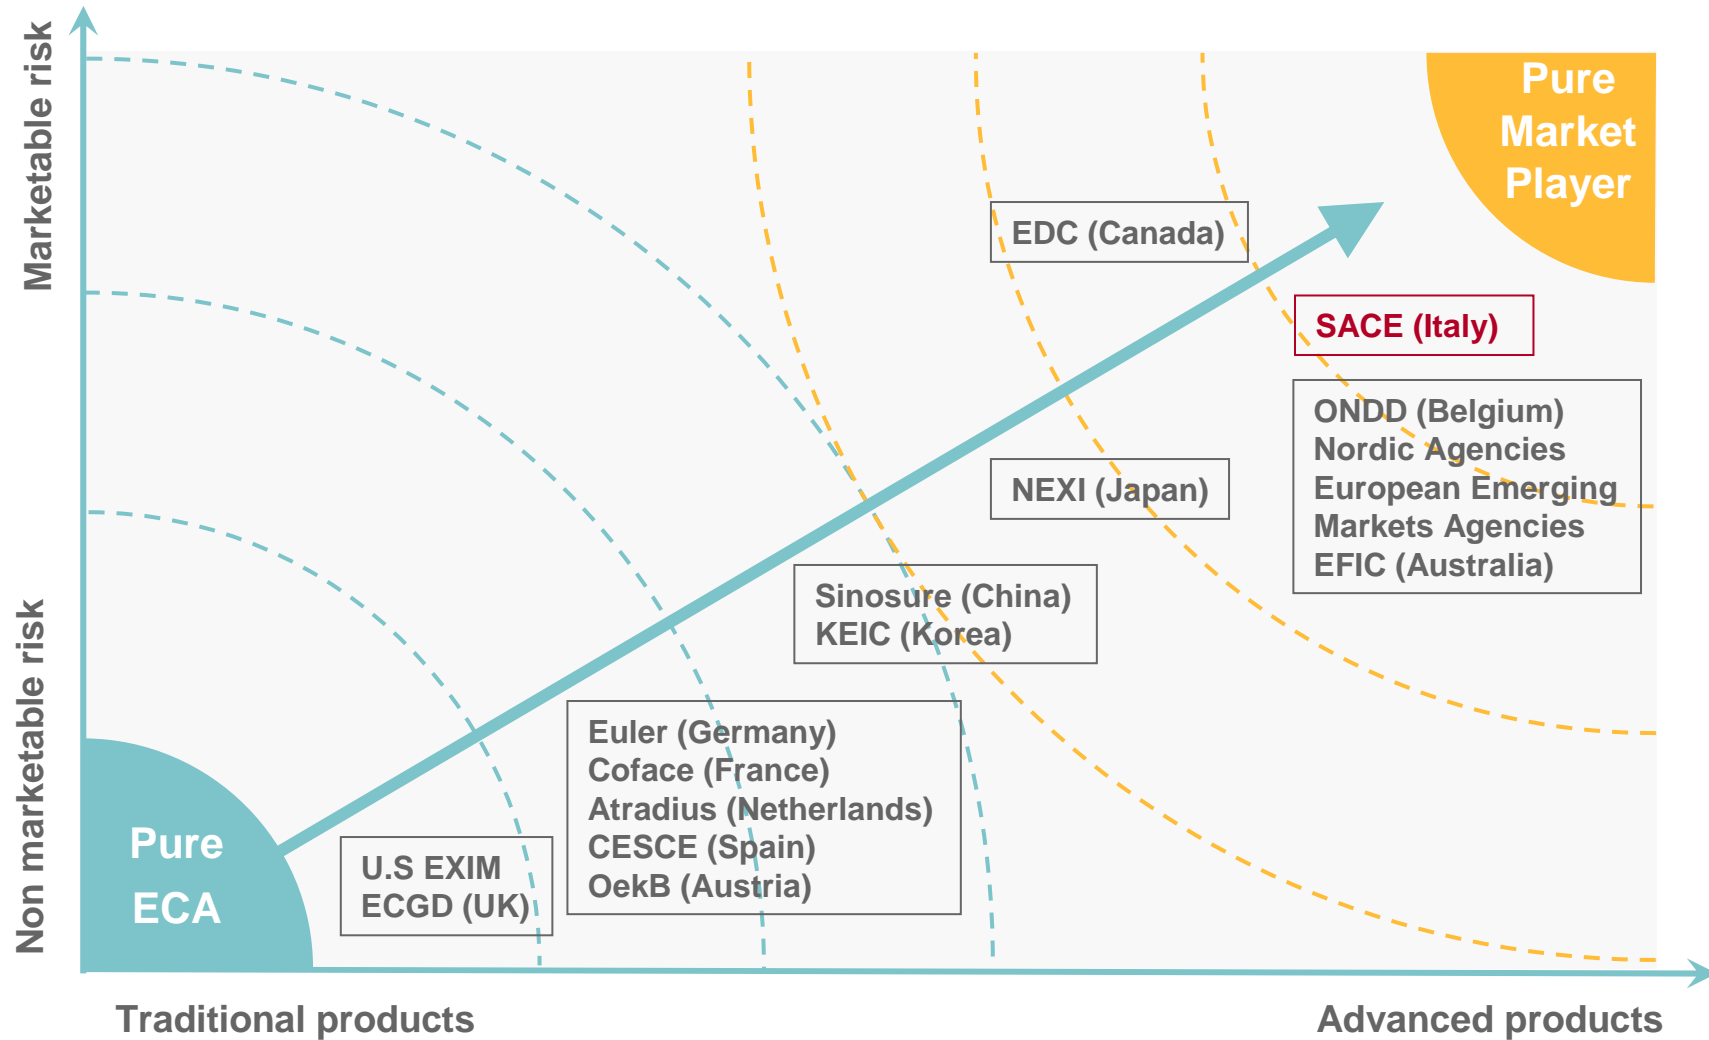 Marketable risk
Non marketable risk
Pure
Market
Player
EDC (Canada)
SACE (Italy)
ONDD (Belgium)
Nordic Agencies
European Emerging
Markets Agencies
EFIC (Australia)
NEXI (Japan)
Sinosure (China)
KEIC (Korea)
Euler (Germany)
Coface (France)
Atradius (Netherlands)
CESCE (Spain)
OekB (Austria)
U.S EXIM
ECGD (UK)
Pure
ECA
Traditional products
Advanced products